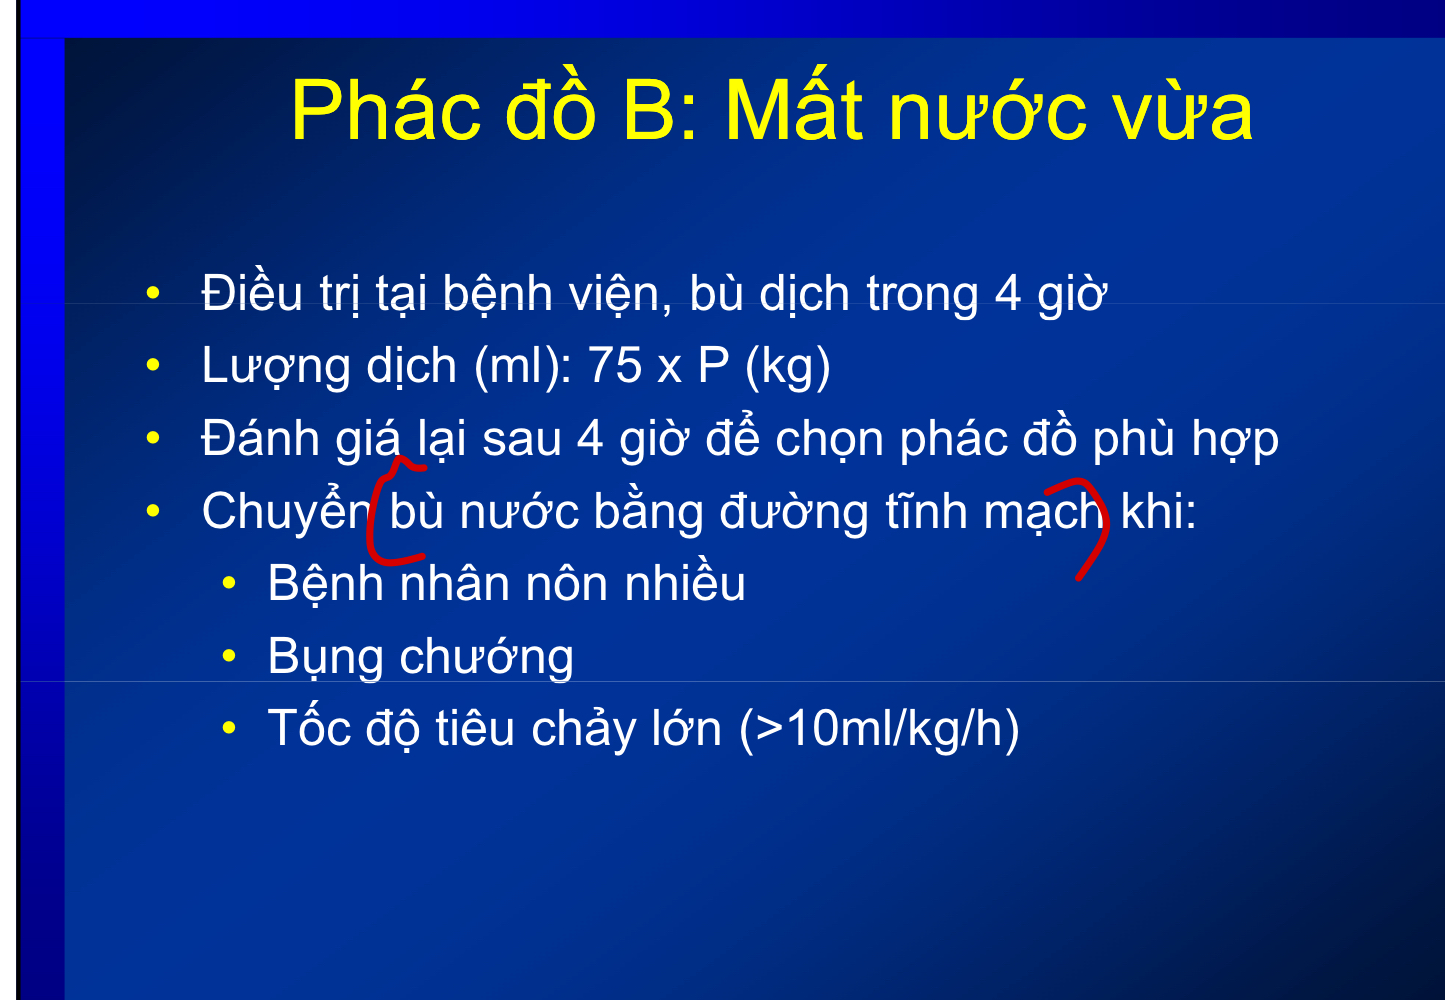 Phác đồ B: Mất nước vừa
• Điều trị tại bệnh viện, bù dịch trong 4 giờ
• Lượng dịch (ml): 75 x P (kg)
• Đánh giá lại sau 4 giờ để chọn phác đồ phù hợp
• Chuyển bù nước bằng đường tĩnh mạch khi:
• Bệnh nhân nôn nhiều
• Bụng chướng
• Tốc độ tiêu chảy lớn (>10ml/kg/h)